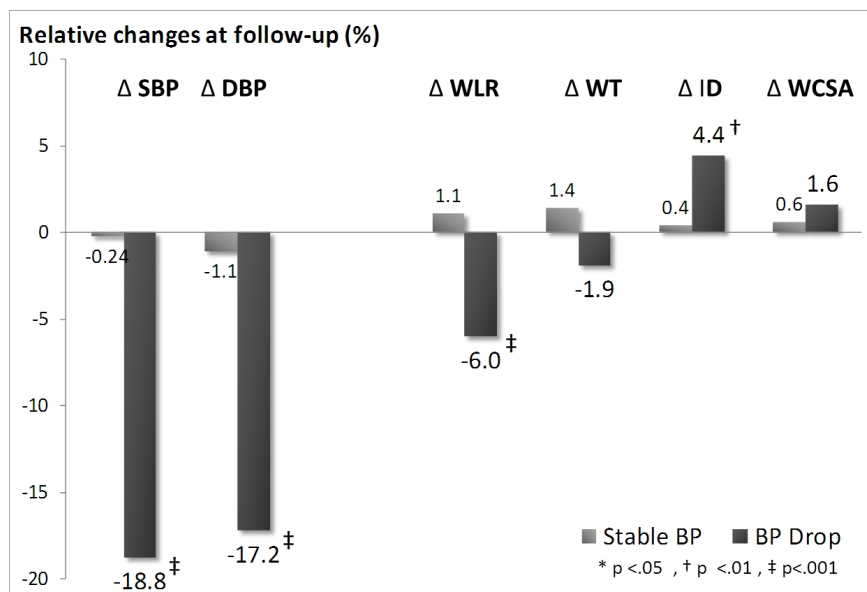 Relative changes at follow-up (%)
10
Δ SBP Δ DBP Δ WLR Δ WT Δ ID Δ WCSA
4.4 †
5
1.1 1.4 0.4 0.6 1.6
0
-0.24 -1.1
-1.9
-5
-6.0 ‡
-10
-15
-17.2 ‡
Stable BP BP Drop
-18.8 ‡
* p <.05 , † p <.01 , ‡ p<.001
-20